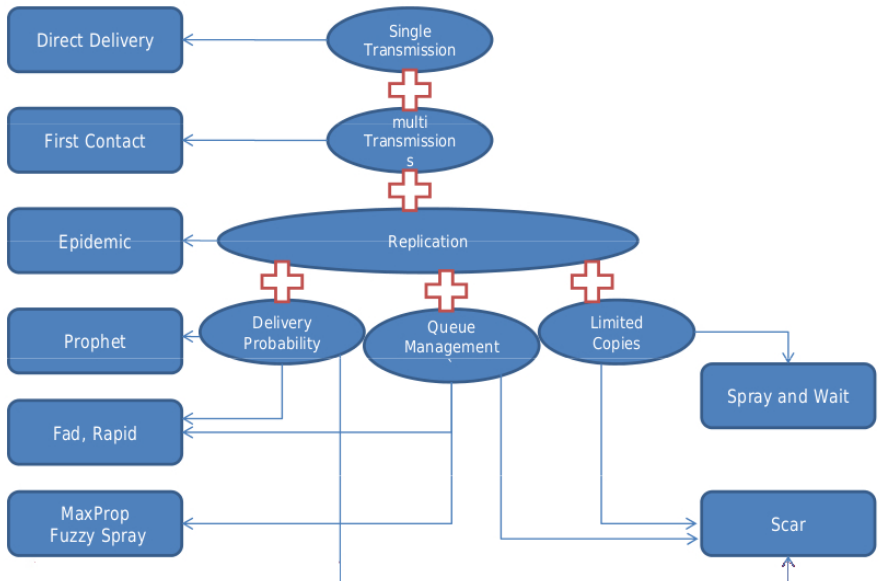 Direct Delivery
Single
Transmission
First Contact
multi
Transmission
s
Epidemic
Replication
Prophet
Delivery
Probability
Queue
Management
`
Limited
Copies
Spray and Wait
Fad, Rapid
MaxProp
Fuzzy Spray
Scar